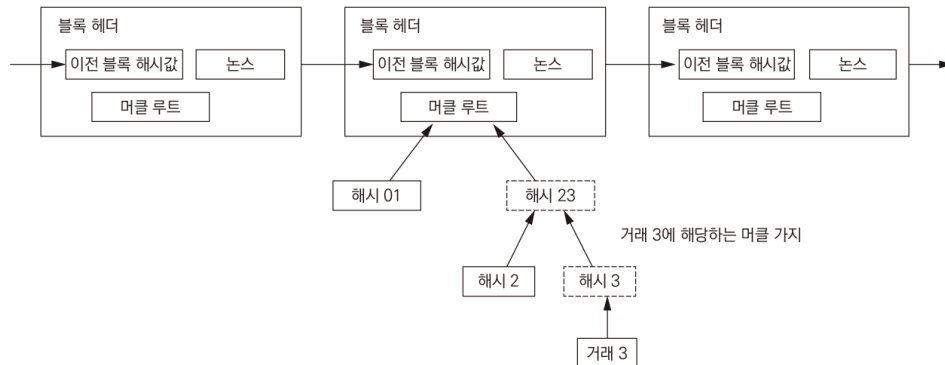 블록 헤더
이전 블록 해시값
논스
머클 루트
블록 헤더
이전 블록 해시값
논스
머클 루트
블록 헤더
이전 블록 해시값
논스
머클 루트
해시 01
해시 23
거래 3에 해당하는 머클 가지
해시 2
해시 3
거래 3